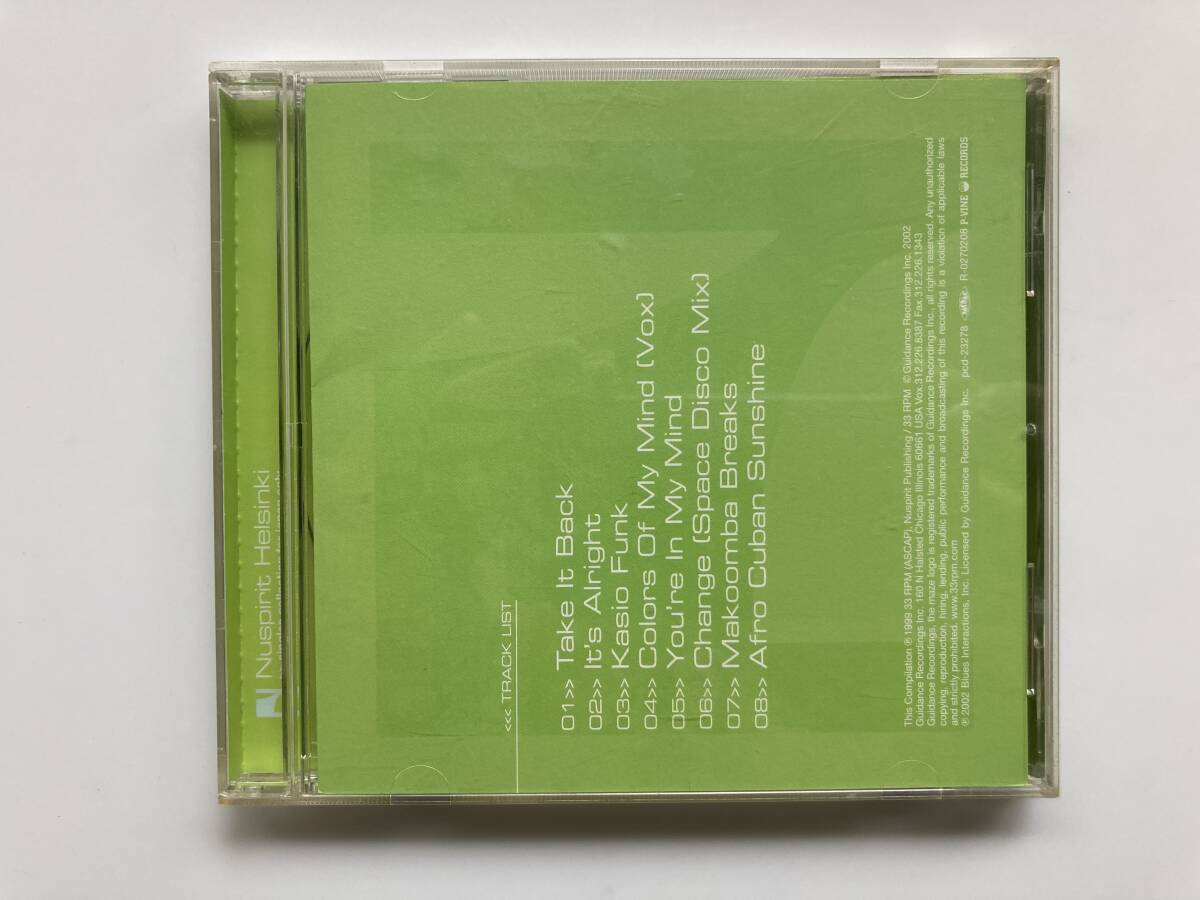 Nuspirit Helsinki
<<< TRACK LIST
01>> Take It Back
02>> It's Alright
03>> Kasio Funk
04>> Colors Of My Mind (Vox)
05>> You're In My Mind
06>> Change (Space Disco Mix)
07>> Makoomba Breaks
08>> Afro Cuban Sunshine
This Compilation ℗ 1999 33 RPM (ASCAP), Nuspirit Publishing / 33 RPM © Guidance Recordings Inc. 2002
Guidance Recordings Inc. 160 N Halsted Chicago Illinois 60661 USA Vox.312.226.8387 Fax.312.226.1343
Guidance Recordings, the maze logo is registered trademarks of Guidance Recordings Inc., all rights reserved. Any unauthorized
copying, reproduction, hiring, lending, public performance and broadcasting of this recording is a violation of applicable laws
and strictly prohibited. www.33rpm.com
℗ 2002 Blues Interactions, Inc. Licensed by Guidance Recordings Inc. pcd-23278 R-0270208 P-VINE RECORDS